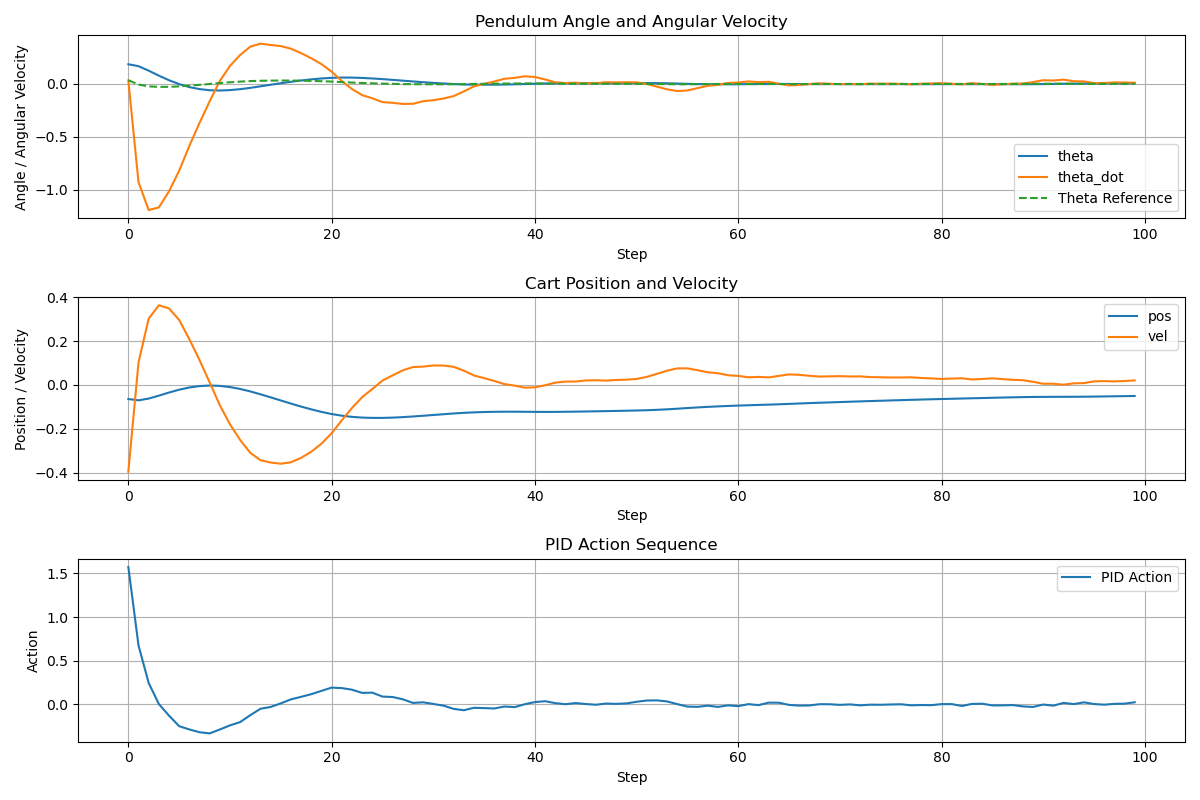 Pendulum Angle and Angular Velocity
Angle / Angular Velocity
0.0
−0.5
−1.0
theta
theta_dot
Theta Reference
0 20 40 60 80 100
Step
Cart Position and Velocity
Position / Velocity
0.4
0.2
0.0
−0.2
−0.4
pos
vel
0 20 40 60 80 100
Step
PID Action Sequence
Action
1.5
1.0
0.5
0.0
PID Action
0 20 40 60 80 100
Step